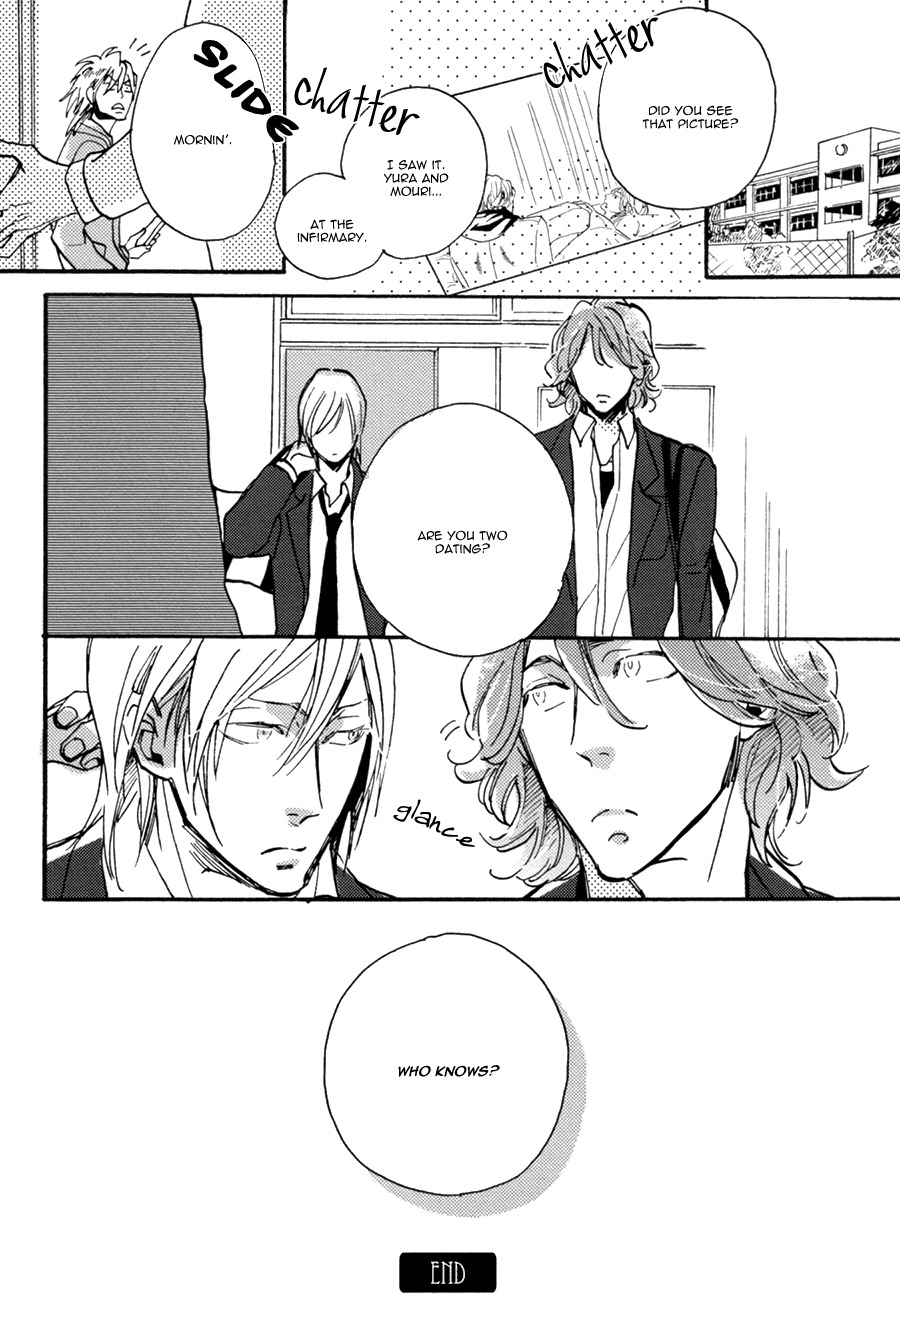 DID YOU SEE
THAT PICTURE?
chatter
chatter
I SAW IT.
YURA AND
MOURI...
AT THE
INFIRMARY.
SLIDE
MORNIN'.
ARE YOU TWO
DATING?
glance
WHO KNOWS?
END